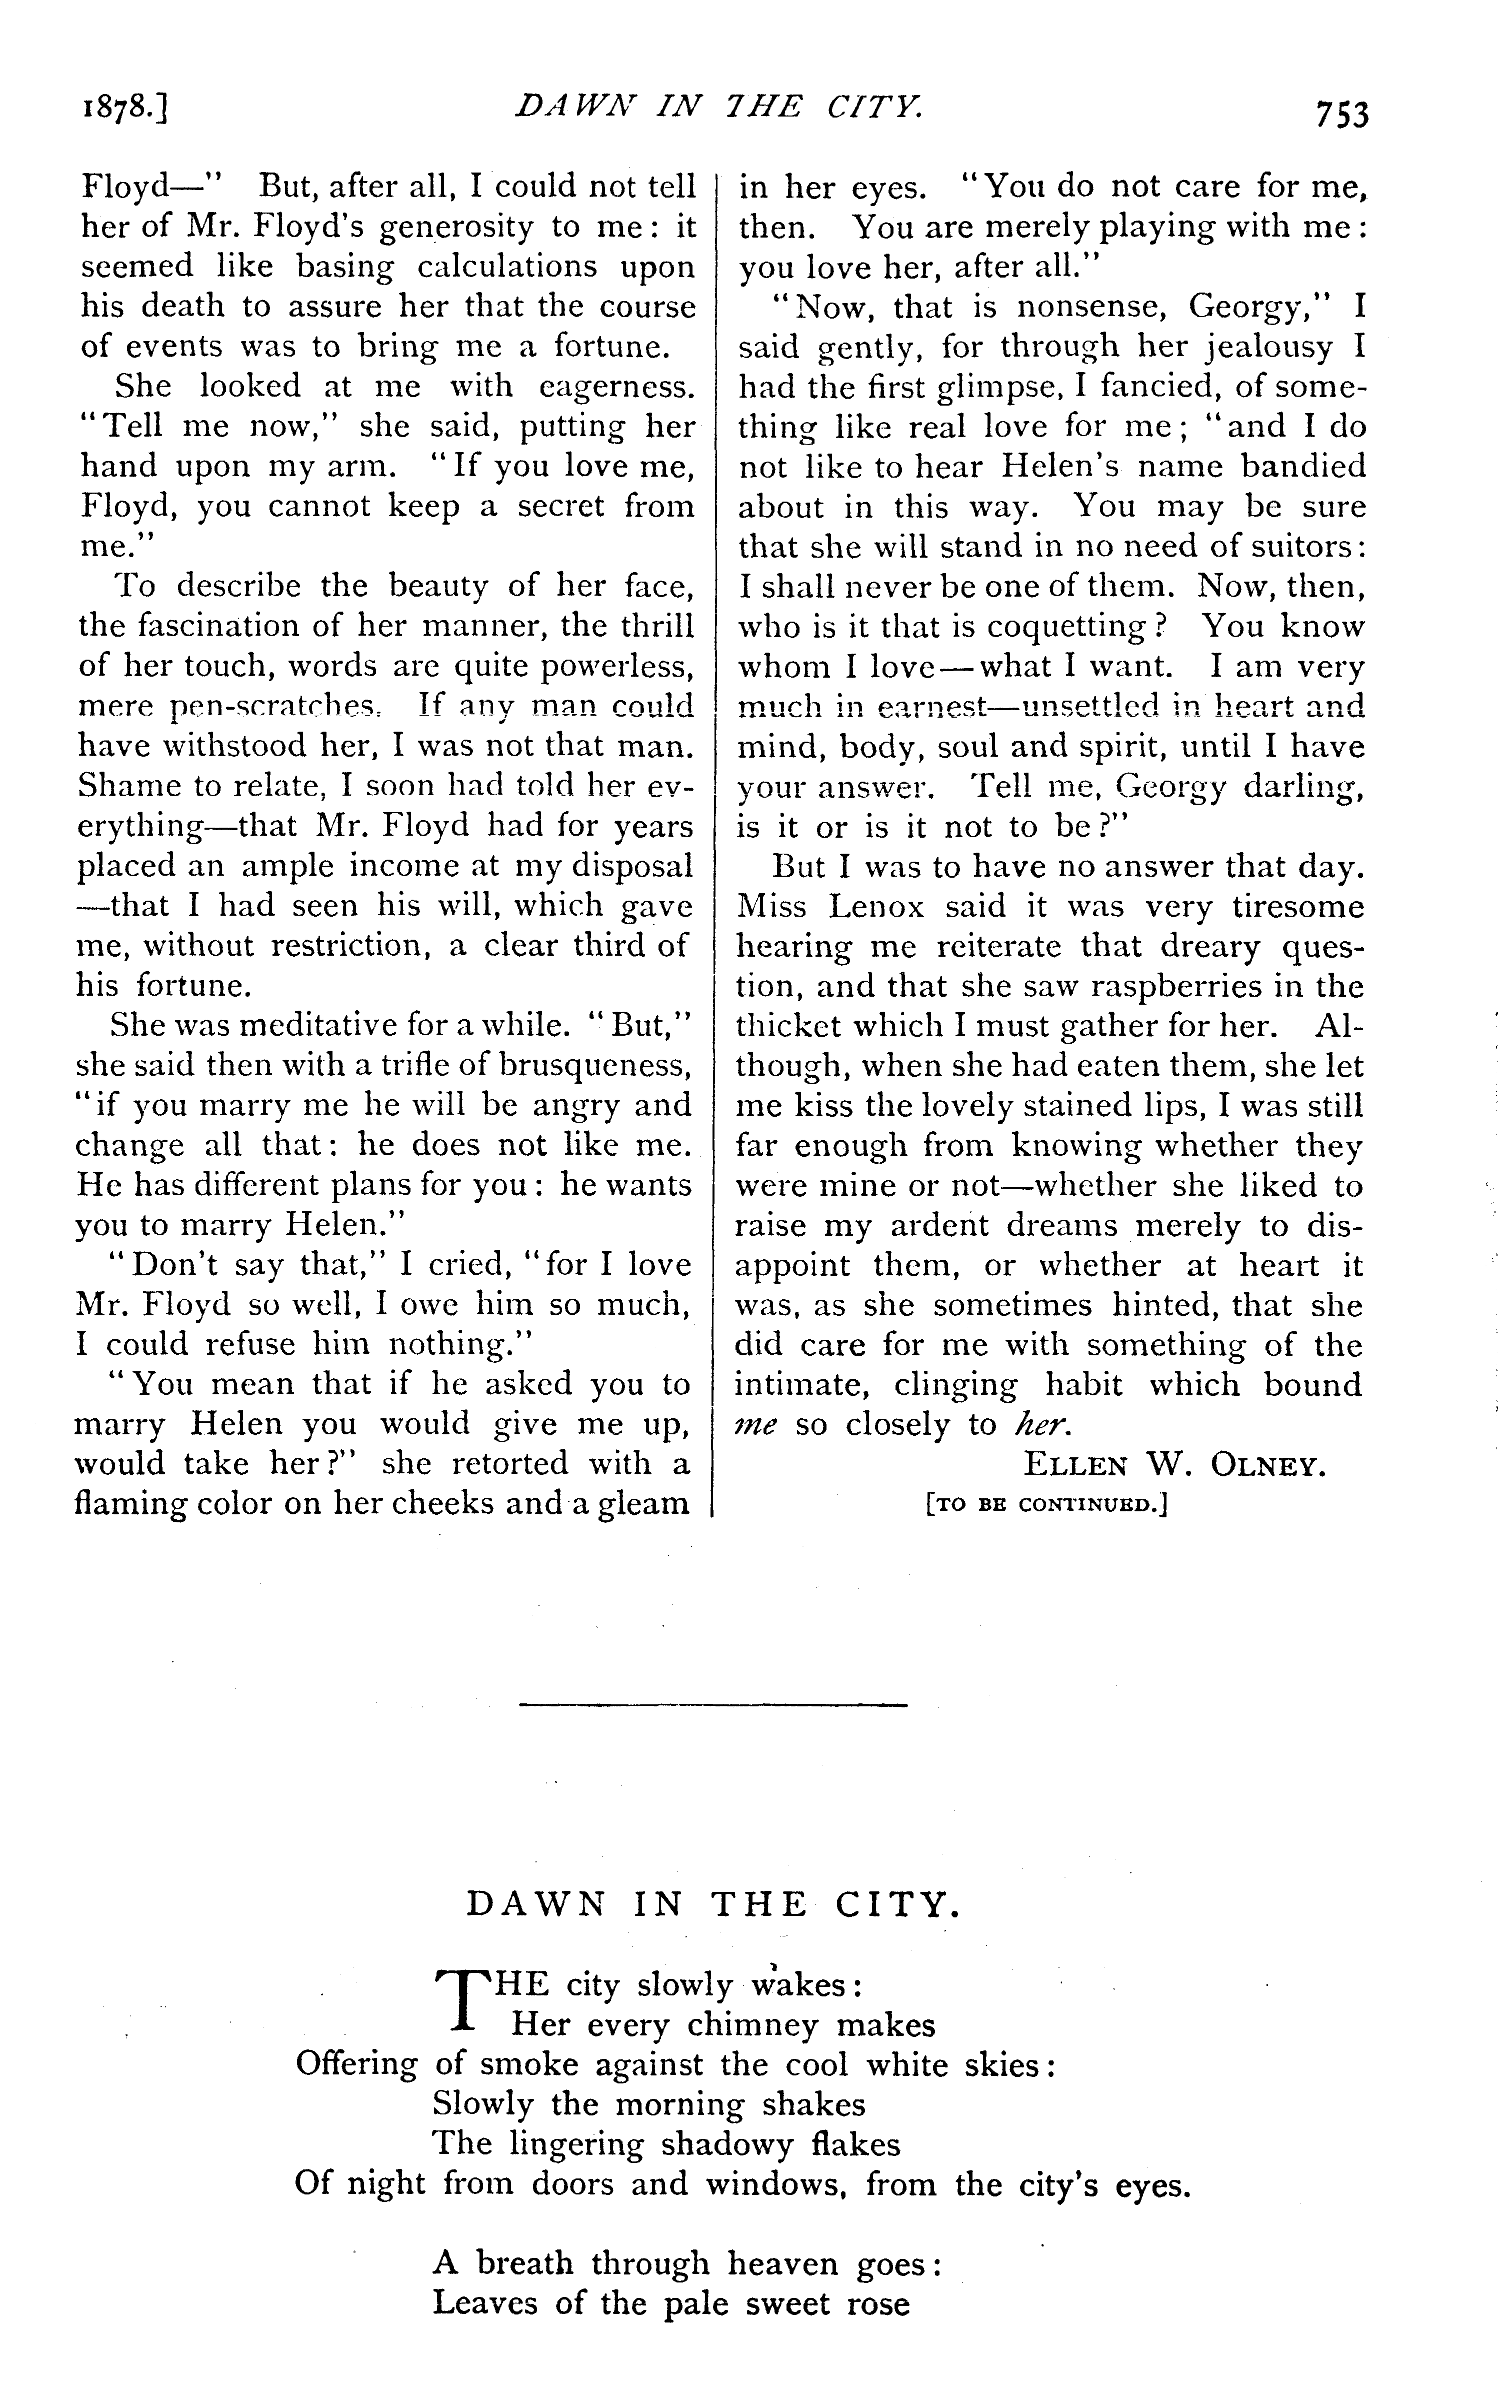 1878.] DAWN IN THE CITY. 753
Floyd—" But, after all, I could not tell
her of Mr. Floyd's generosity to me: it
seemed like basing calculations upon
his death to assure her that the course
of events was to bring me a fortune.
She looked at me with eagerness.
"Tell me now," she said, putting her
hand upon my arm. "If you love me,
Floyd, you cannot keep a secret from
me."
To describe the beauty of her face,
the fascination of her manner, the thrill
of her touch, words are quite powerless,
mere pen-scratches. If any man could
have withstood her, I was not that man.
Shame to relate, I soon had told her ev-
erything—that Mr. Floyd had for years
placed an ample income at my disposal
—that I had seen his will, which gave
me, without restriction, a clear third of
his fortune.
She was meditative for a while. "But,"
she said then with a trifle of brusqueness,
"if you marry me he will be angry and
change all that: he does not like me.
He has different plans for you: he wants
you to marry Helen."
"Don't say that," I cried, "for I love
Mr. Floyd so well, I owe him so much,
I could refuse him nothing."
"You mean that if he asked you to
marry Helen you would give me up,
would take her?" she retorted with a
flaming color on her cheeks and a gleam
in her eyes. "You do not care for me,
then. You are merely playing with me:
you love her, after all."
"Now, that is nonsense, Georgy," I
said gently, for through her jealousy I
had the first glimpse, I fancied, of some-
thing like real love for me; "and I do
not like to hear Helen's name bandied
about in this way. You may be sure
that she will stand in no need of suitors:
I shall never be one of them. Now, then,
who is it that is coquetting? You know
whom I love—what I want. I am very
much in earnest—unsettled in heart and
mind, body, soul and spirit, until I have
your answer. Tell me, Georgy darling,
is it or is it not to be?"
But I was to have no answer that day.
Miss Lenox said it was very tiresome
hearing me reiterate that dreary ques-
tion, and that she saw raspberries in the
thicket which I must gather for her. Al-
though, when she had eaten them, she let
me kiss the lovely stained lips, I was still
far enough from knowing whether they
were mine or not—whether she liked to
raise my ardent dreams merely to dis-
appoint them, or whether at heart it
was, as she sometimes hinted, that she
did care for me with something of the
intimate, clinging habit which bound
me so closely to her.
ELLEN W. OLNEY.
[TO BE CONTINUED.]
DAWN IN THE CITY.
THE city slowly wakes:
Her every chimney makes
Offering of smoke against the cool white skies:
Slowly the morning shakes
The lingering shadowy flakes
Of night from doors and windows, from the city's eyes.
A breath through heaven goes:
Leaves of the pale sweet rose